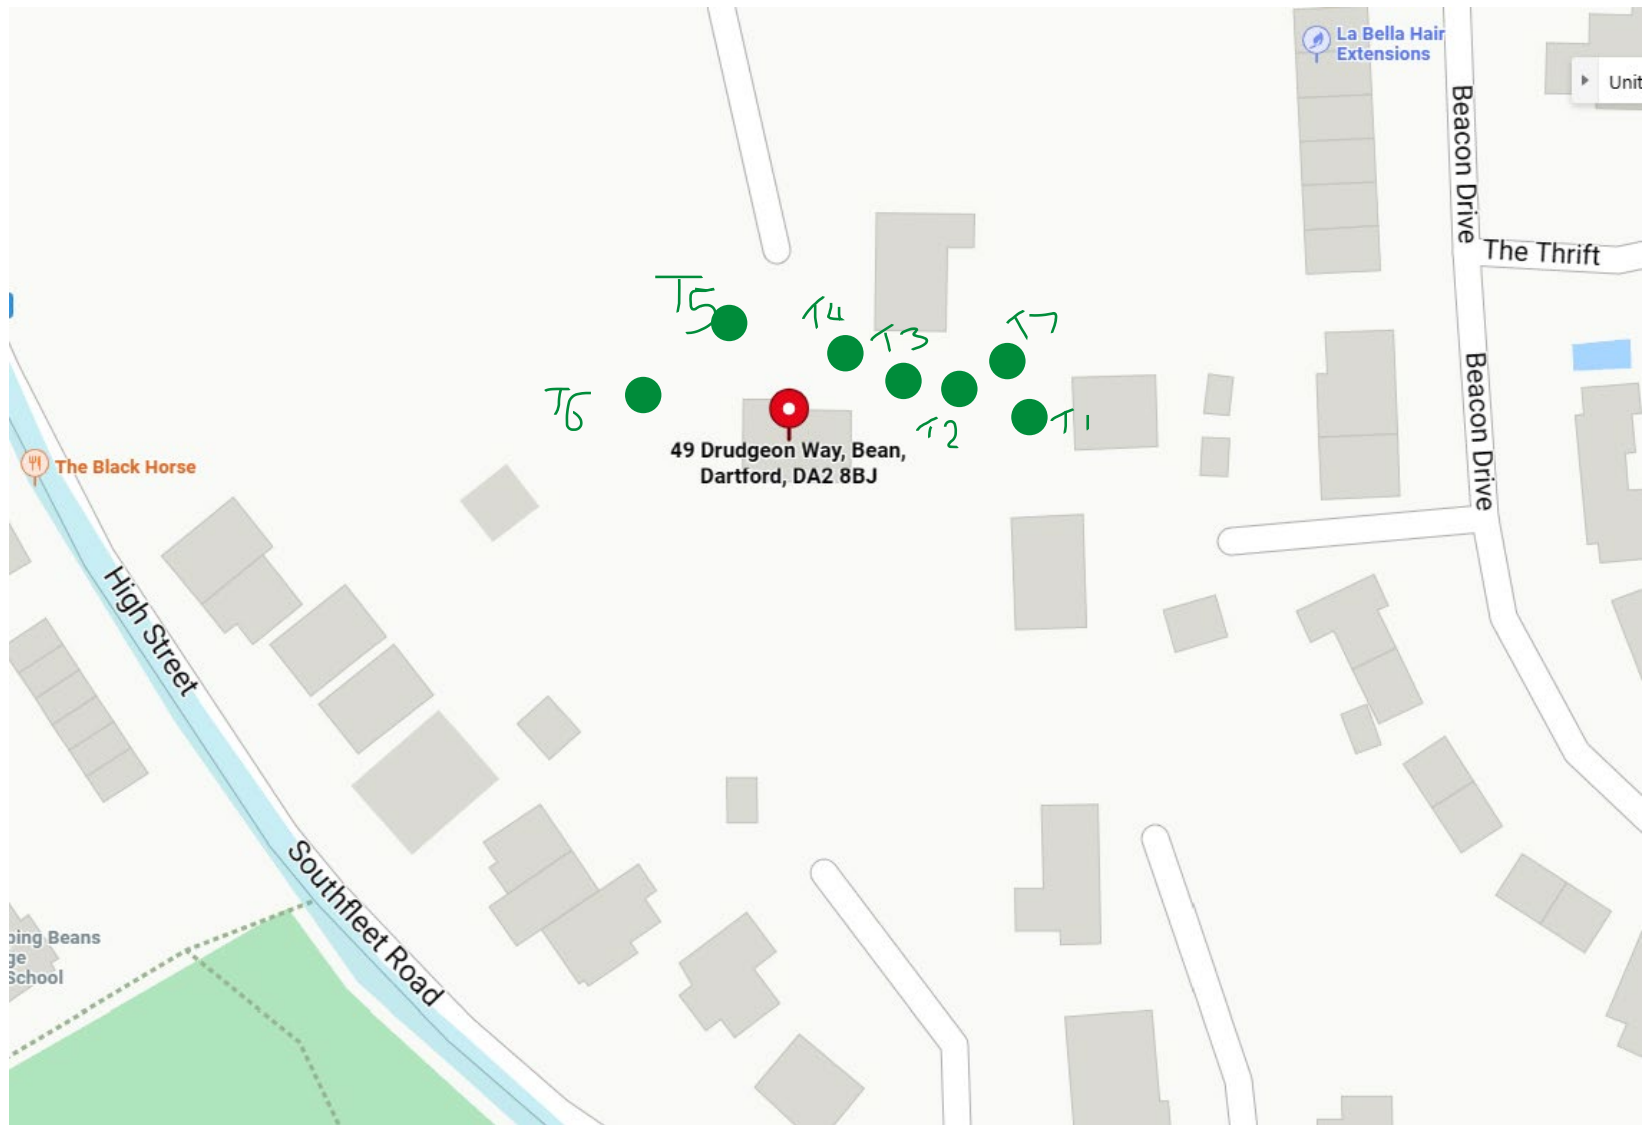 La Bella Hair
Extensions
Beacon Drive
The Thrift
T5
T4
T3
T7
T6
T2
T1
49 Drudgeon Way, Bean,
Dartford, DA2 8BJ
Beacon Drive
The Black Horse
High Street
Southfleet Road
Beans
School